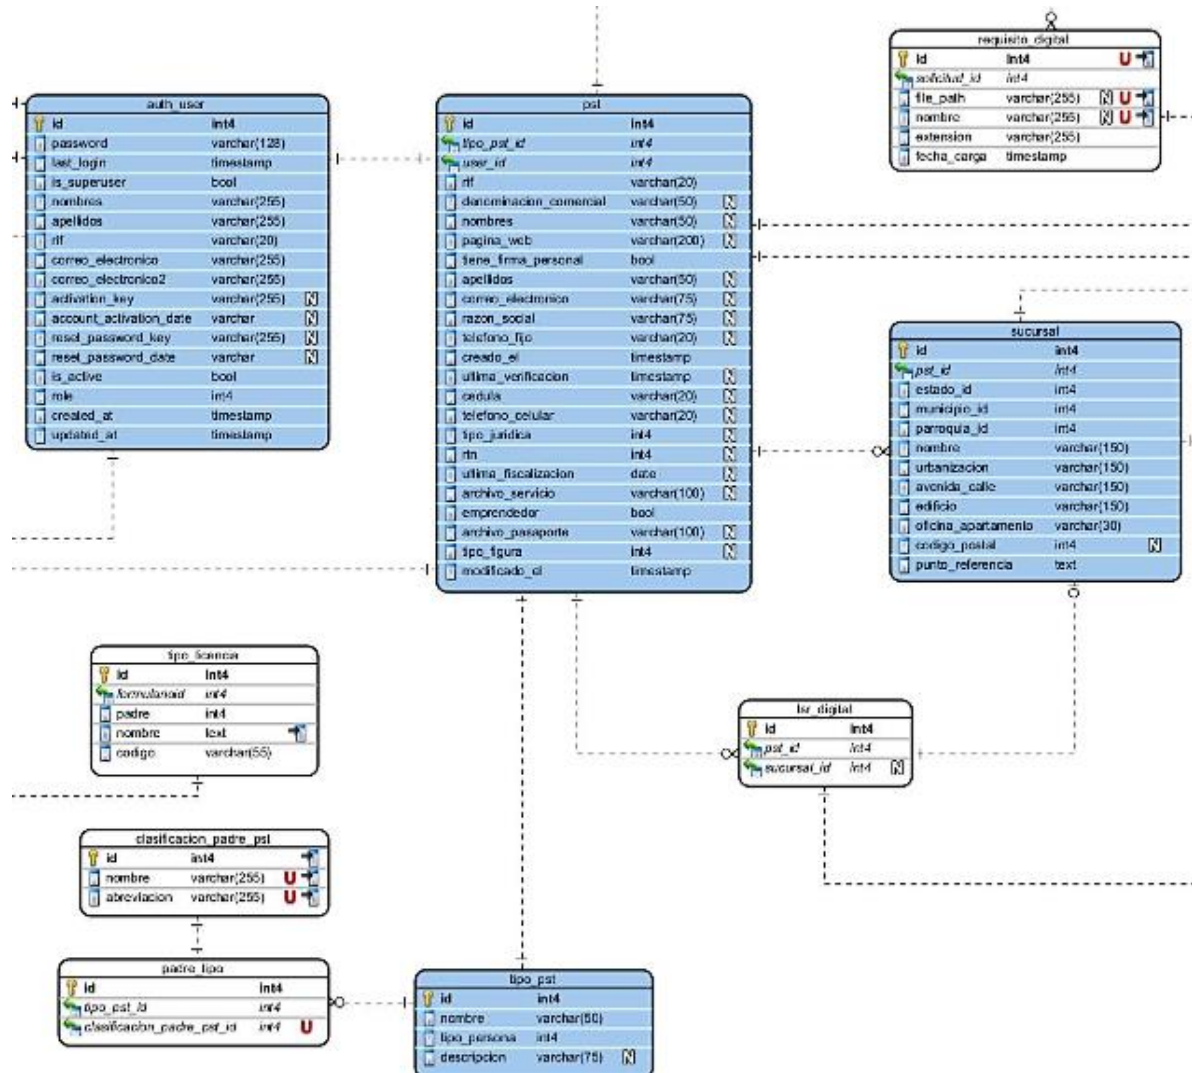 requisito_digital
id int4 U
solicitud_id int4
file_path varchar(255) N U
nombre varchar(255) N U
extension varchar(255)
fecha_carga timestamp
auth_user
id int4
password varchar(128)
last_login timestamp
is_superuser bool
nombres varchar(255)
apellidos varchar(255)
rif varchar(20)
correo_electronico varchar(255)
correo_electronico2 varchar(255)
activation_key varchar(255) N
account_activation_date varchar N
reset_password_key varchar(255) N
reset_password_date varchar N
is_active bool
role int4
created_at timestamp
updated_at timestamp
pst
id int4
tipo_pst_id int4
user_id int4
rif varchar(20)
denominacion_comercial varchar(50) N
nombres varchar(50) N
pagina_web varchar(200) N
tiene_firma_personal bool
apellidos varchar(50) N
correo_electronico varchar(75) N
razon_social varchar(75) N
telefono_fijo varchar(20) N
creado_el timestamp
ultima_verificacion timestamp N
cedula varchar(20) N
telefono_celular varchar(20) N
tipo_juridica int4 N
rtn int4 N
ultima_fiscalizacion date N
archivo_servicio varchar(100) N
emprendedor bool
archivo_pasaporte varchar(100) N
tipo_figura int4 N
modificado_el timestamp
sucursal
id int4
pst_id int4
estado_id int4
municipio_id int4
parroquia_id int4
nombre varchar(150)
urbanizacion varchar(150)
avenida_calle varchar(150)
edificio varchar(150)
oficina_apartamento varchar(30)
codigo_postal int4 N
punto_referencia text
tipo_licencia
id int4
formularioid int4
padre int4
nombre text
codigo varchar(55)
lsr_digital
id int4
pst_id int4
sucursal_id int4 N
clasificacion_padre_pst
id int4
nombre varchar(255) U
abreviacion varchar(255) U
padre_tipo
id int4
tipo_pst_id int4
clasificacion_padre_pst_id int4 U
tipo_pst
id int4
nombre varchar(50)
tipo_persona int4
descripcion varchar(75) N